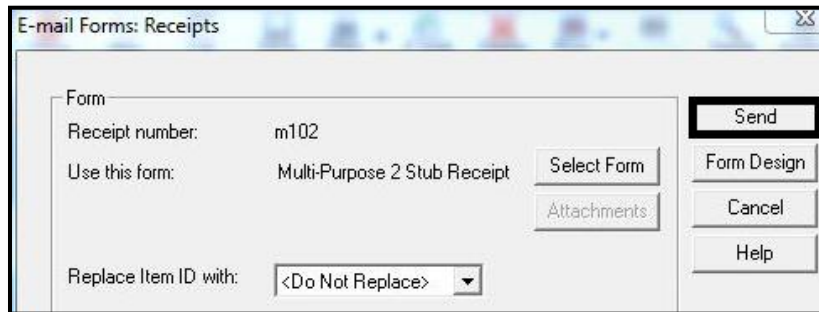 E-mail Forms: Receipts
Form
Receipt number: m102
Use this form: Multi-Purpose 2 Stub Receipt
Select Form
Attachments
Replace Item ID with: <Do Not Replace>
Send
Form Design
Cancel
Help